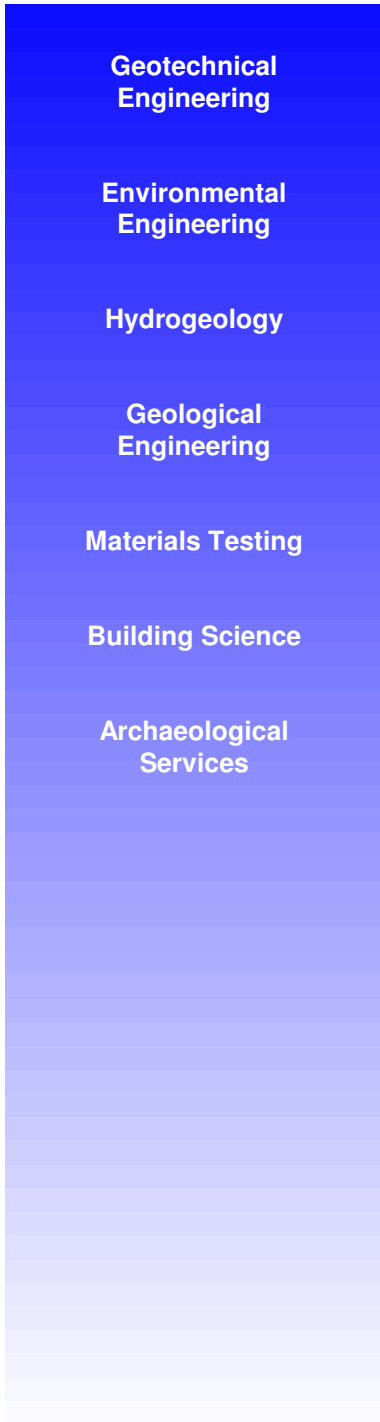 Geotechnical
Engineering
Environmental
Engineering
Hydrogeology
Geological
Engineering
Materials Testing
Building Science
Archaeological
Services